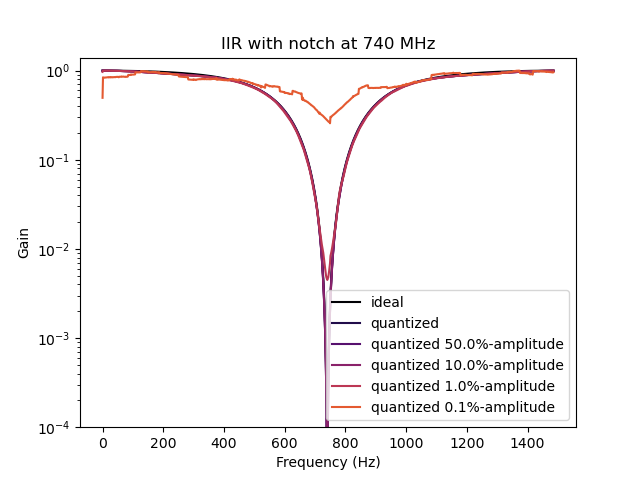 IIR with notch at 740 MHz
Gain
10⁰
10⁻¹
10⁻²
10⁻³
10⁻⁴
ideal
quantized
quantized 50.0%-amplitude
quantized 10.0%-amplitude
quantized 1.0%-amplitude
quantized 0.1%-amplitude
0 200 400 600 800 1000 1200 1400
Frequency (Hz)